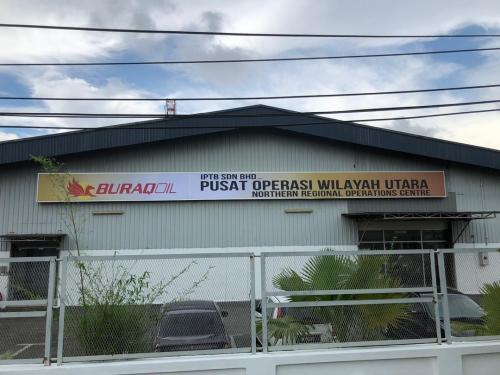 BURAQOIL
IPTB SDN BHD
PUSAT OPERASI WILAYAH UTARA
NORTHERN REGIONAL OPERATIONS CENTRE